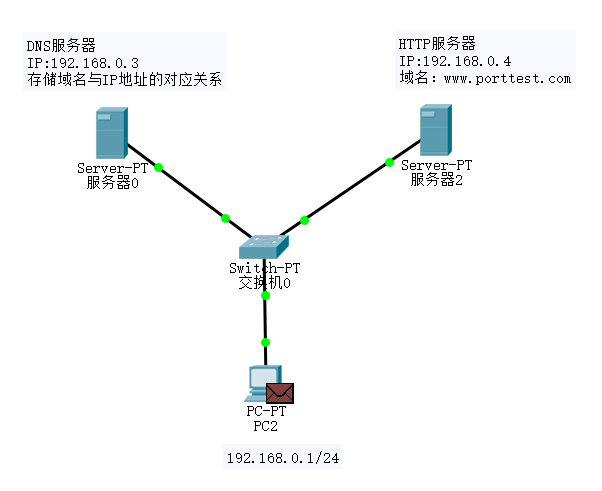 DNS服务器
IP:192.168.0.3
存储域名与IP地址的对应关系
HTTP服务器
IP:192.168.0.4
域名：www.porttest.com
Server-PT
服务器0
Server-PT
服务器2
Switch-PT
交换机0
PC-PT
PC2
192.168.0.1/24